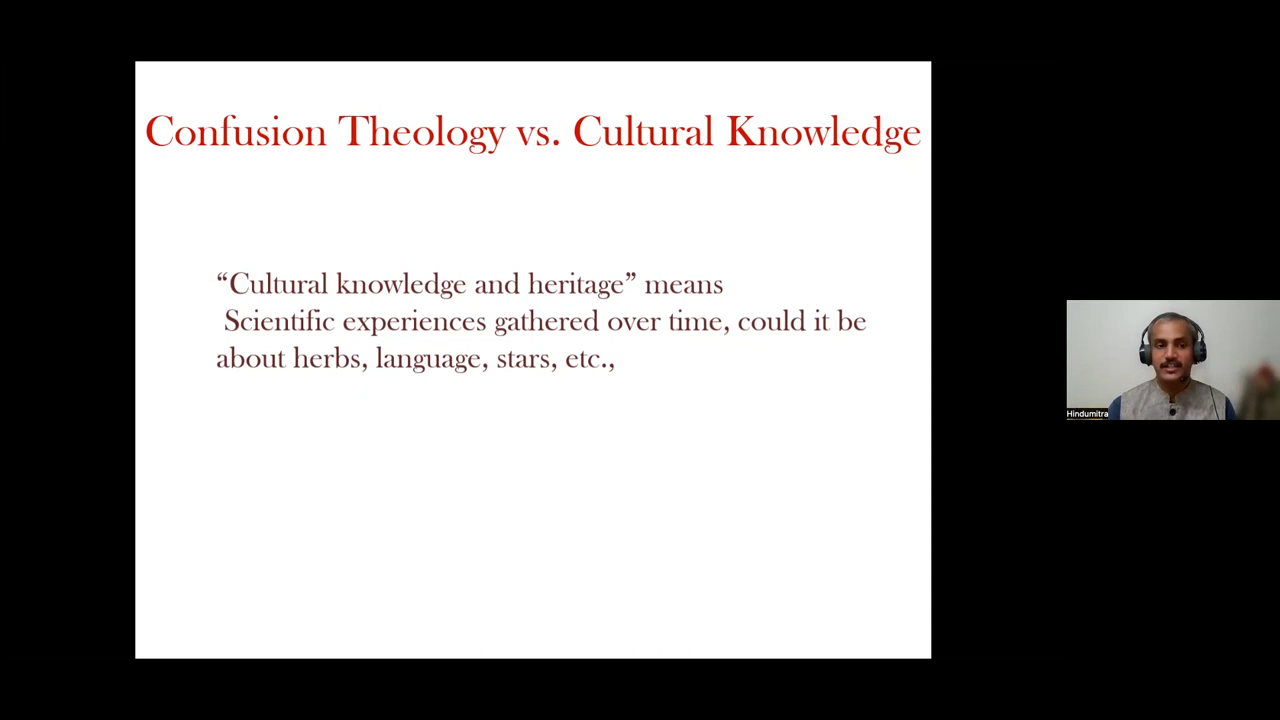 Confusion Theology vs. Cultural Knowledge
“Cultural knowledge and heritage” means
Scientific experiences gathered over time, could it be
about herbs, language, stars, etc.,
Hindumitra